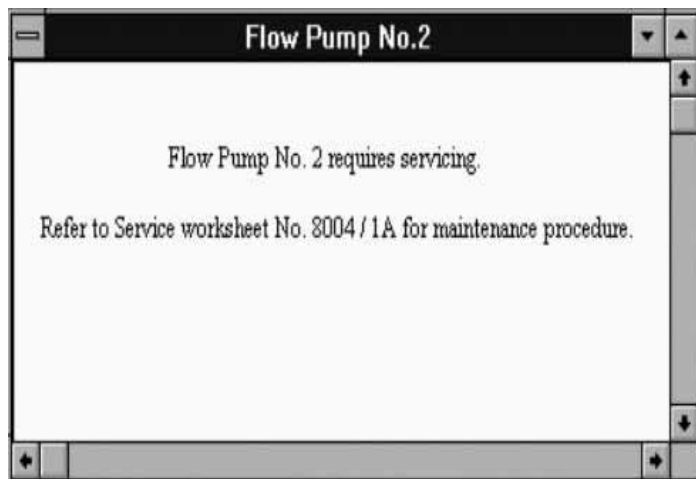 Flow Pump No.2
Flow Pump No. 2 requires servicing.
Refer to Service worksheet No. 8004 / 1A for maintenance procedure.